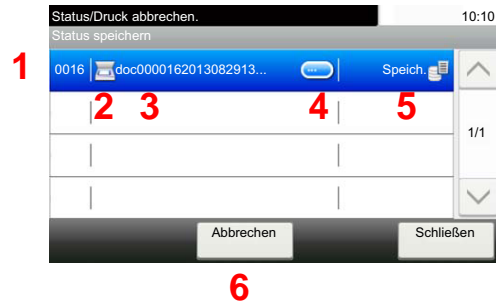 Status/Druck abbrechen. 10:10
Status speichern
1 0016 doc0000162013082913... Speich.
2 3 4 5
1/1
Abbrechen Schließen
6